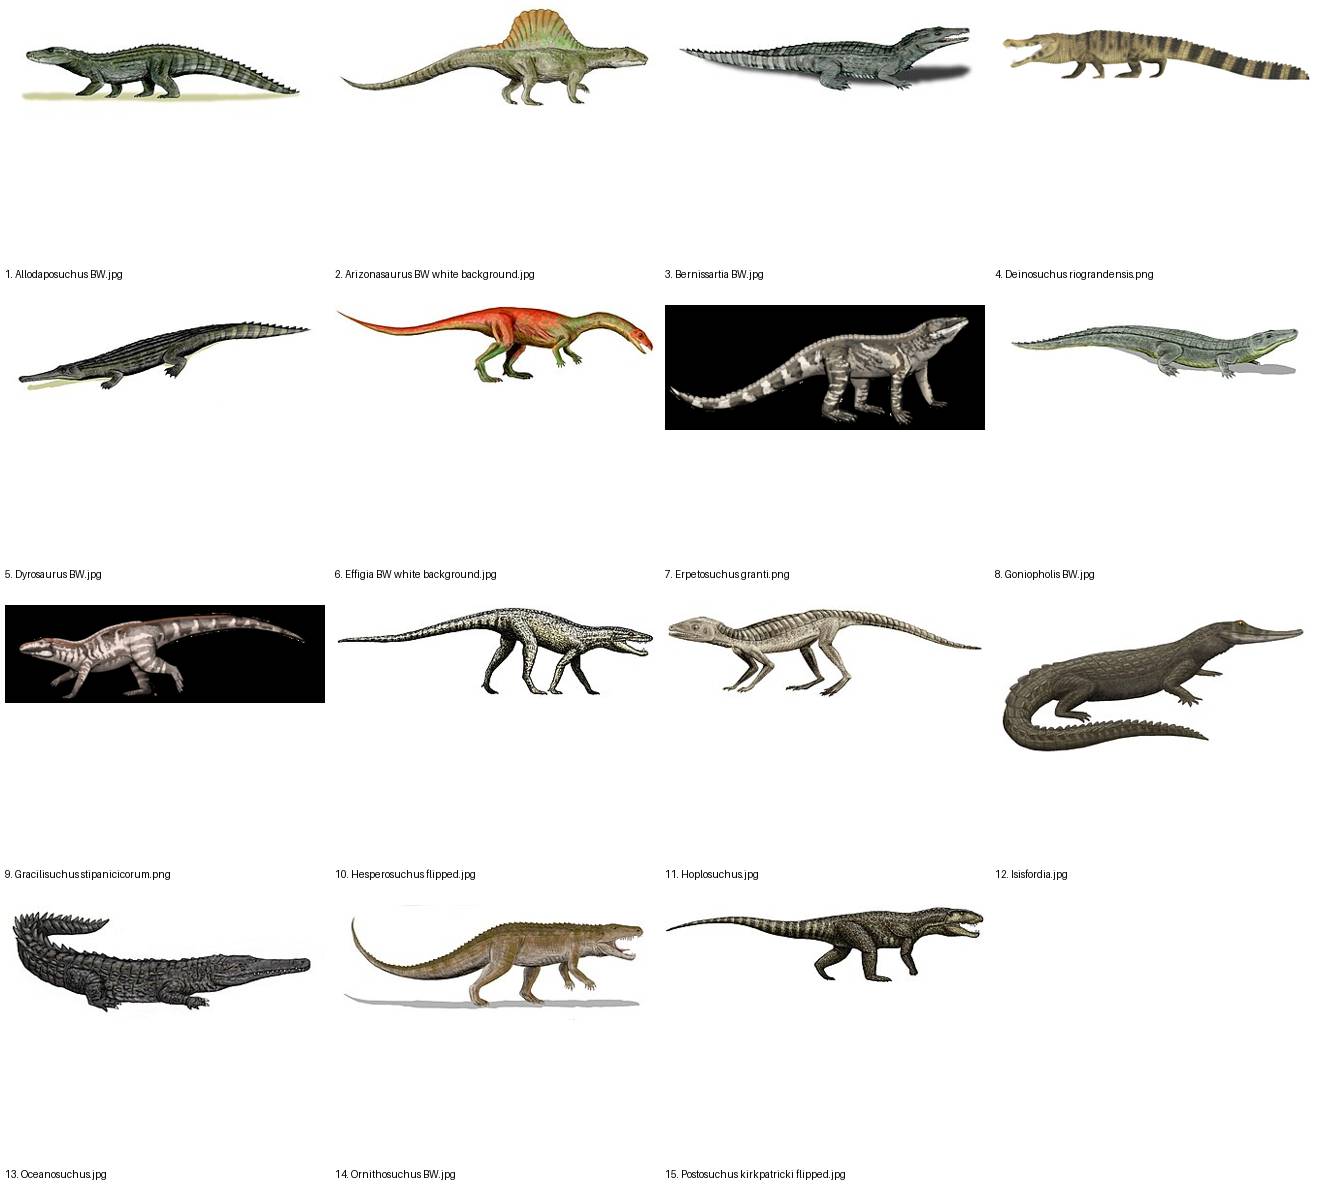 1. Allodaposuchus BW.jpg
2. Arizonasaurus BW white background.jpg
3. Bernissartia BW.jpg
4. Deinosuchus riograndensis.png
5. Dyrosaurus BW.jpg
6. Effigia BW white background.jpg
7. Erpetosuchus granti.png
8. Goniopholis BW.jpg
9. Gracilisuchus stipanicicorum.png
10. Hesperosuchus flipped.jpg
11. Hoplosuchus.jpg
12. Isisfordia.jpg
13. Oceanosuchus.jpg
14. Ornithosuchus BW.jpg
15. Postosuchus kirkpatricki flipped.jpg